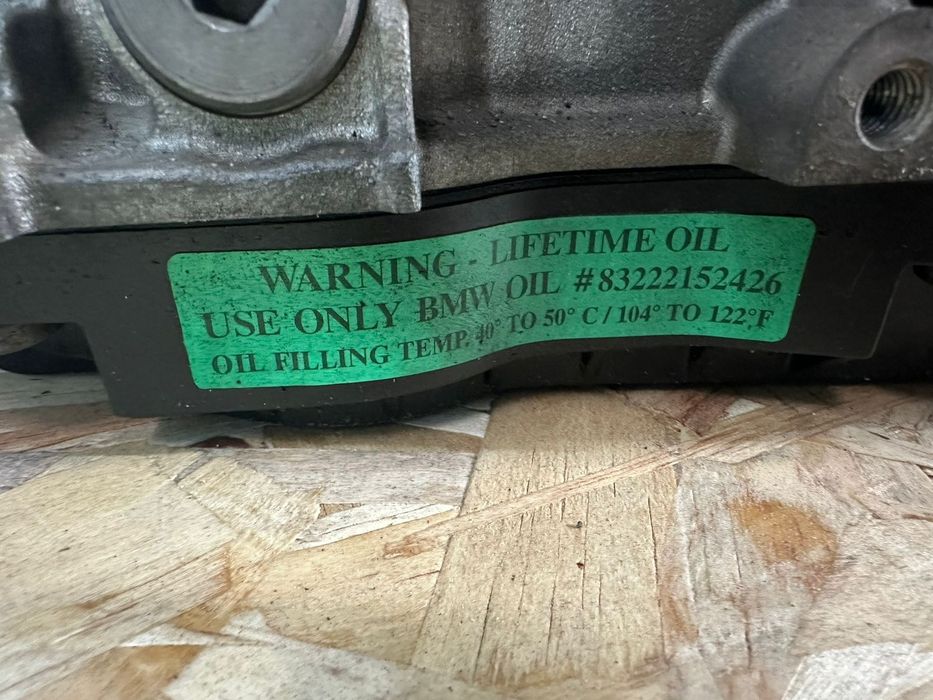 WARNING - LIFETIME OIL
USE ONLY BMW OIL #83222152426
OIL FILLING TEMP. 40° TO 50° C / 104° TO 122°F